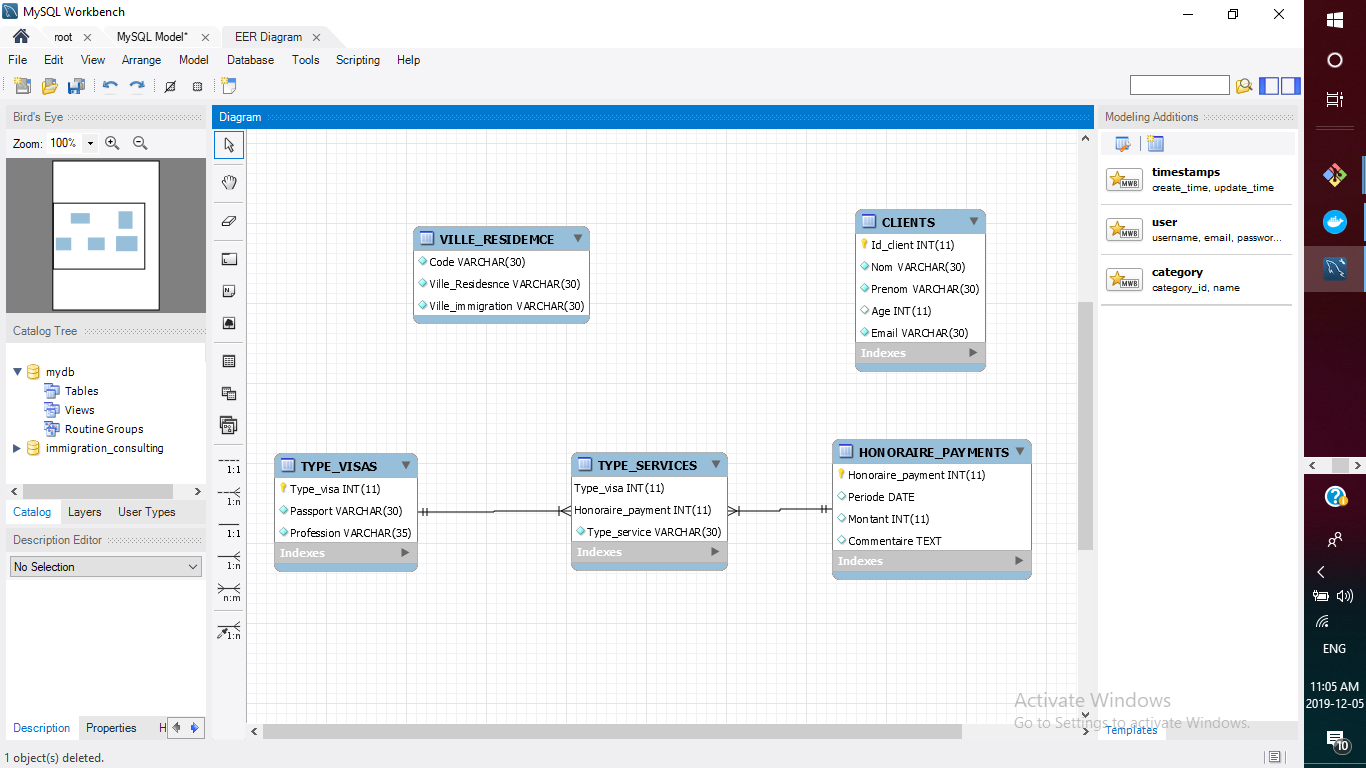 MySQL Workbench
root
MySQL Model*
EER Diagram
File Edit View Arrange Model Database Tools Scripting Help
Bird's Eye
Zoom: 100%
Catalog Tree
mydb
Tables
Views
Routine Groups
immigration_consulting
Catalog Layers User Types
Description Editor
No Selection
Description Properties H
1 object(s) deleted.
Diagram
1:1
1:n
1:1
1:n
n:m
1:n
VILLE_RESIDEMCE
Code VARCHAR(30)
Ville_Residesnce VARCHAR(30)
Ville_immigration VARCHAR(30)
CLIENTS
Id_client INT(11)
Nom VARCHAR(30)
Prenom VARCHAR(30)
Age INT(11)
Email VARCHAR(30)
Indexes
TYPE_VISAS
Type_visa INT(11)
Passport VARCHAR(30)
Profession VARCHAR(35)
Indexes
TYPE_SERVICES
Type_visa INT(11)
Honoraire_payment INT(11)
Type_service VARCHAR(30)
Indexes
HONORAIRE_PAYMENTS
Honoraire_payment INT(11)
Periode DATE
Montant INT(11)
Commentaire TEXT
Indexes
Modeling Additions
MWB
timestamps
create_time, update_time
MWB
user
username, email, passwor...
MWB
category
category_id, name
Activate Windows
Go to Settings to activate Windows.
Templates
ENG
11:05 AM
2019-12-05
10